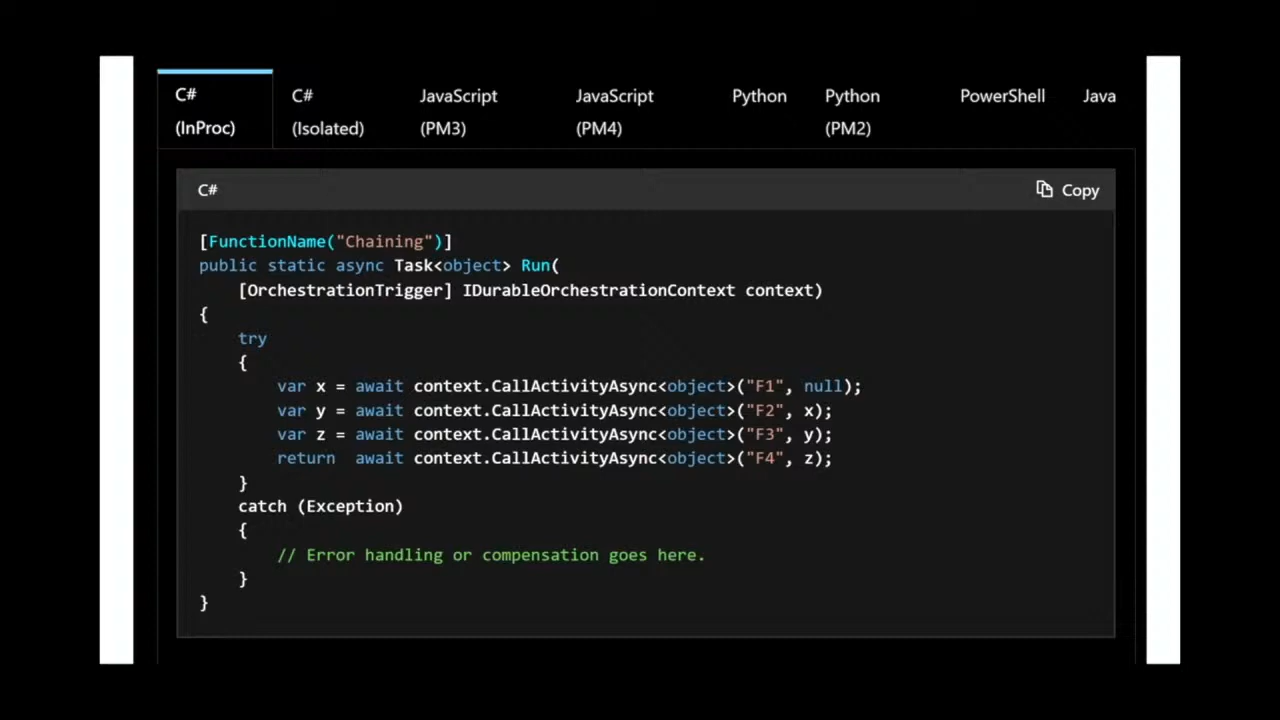 C# C# JavaScript JavaScript Python Python PowerShell Java
(InProc) (Isolated) (PM3) (PM4) (PM2)
C# Copy
[FunctionName("Chaining")]
public static async Task<object> Run(
    [OrchestrationTrigger] IDurableOrchestrationContext context)
{
    try
    {
        var x = await context.CallActivityAsync<object>("F1", null);
        var y = await context.CallActivityAsync<object>("F2", x);
        var z = await context.CallActivityAsync<object>("F3", y);
        return  await context.CallActivityAsync<object>("F4", z);
    }
    catch (Exception)
    {
        // Error handling or compensation goes here.
    }
}